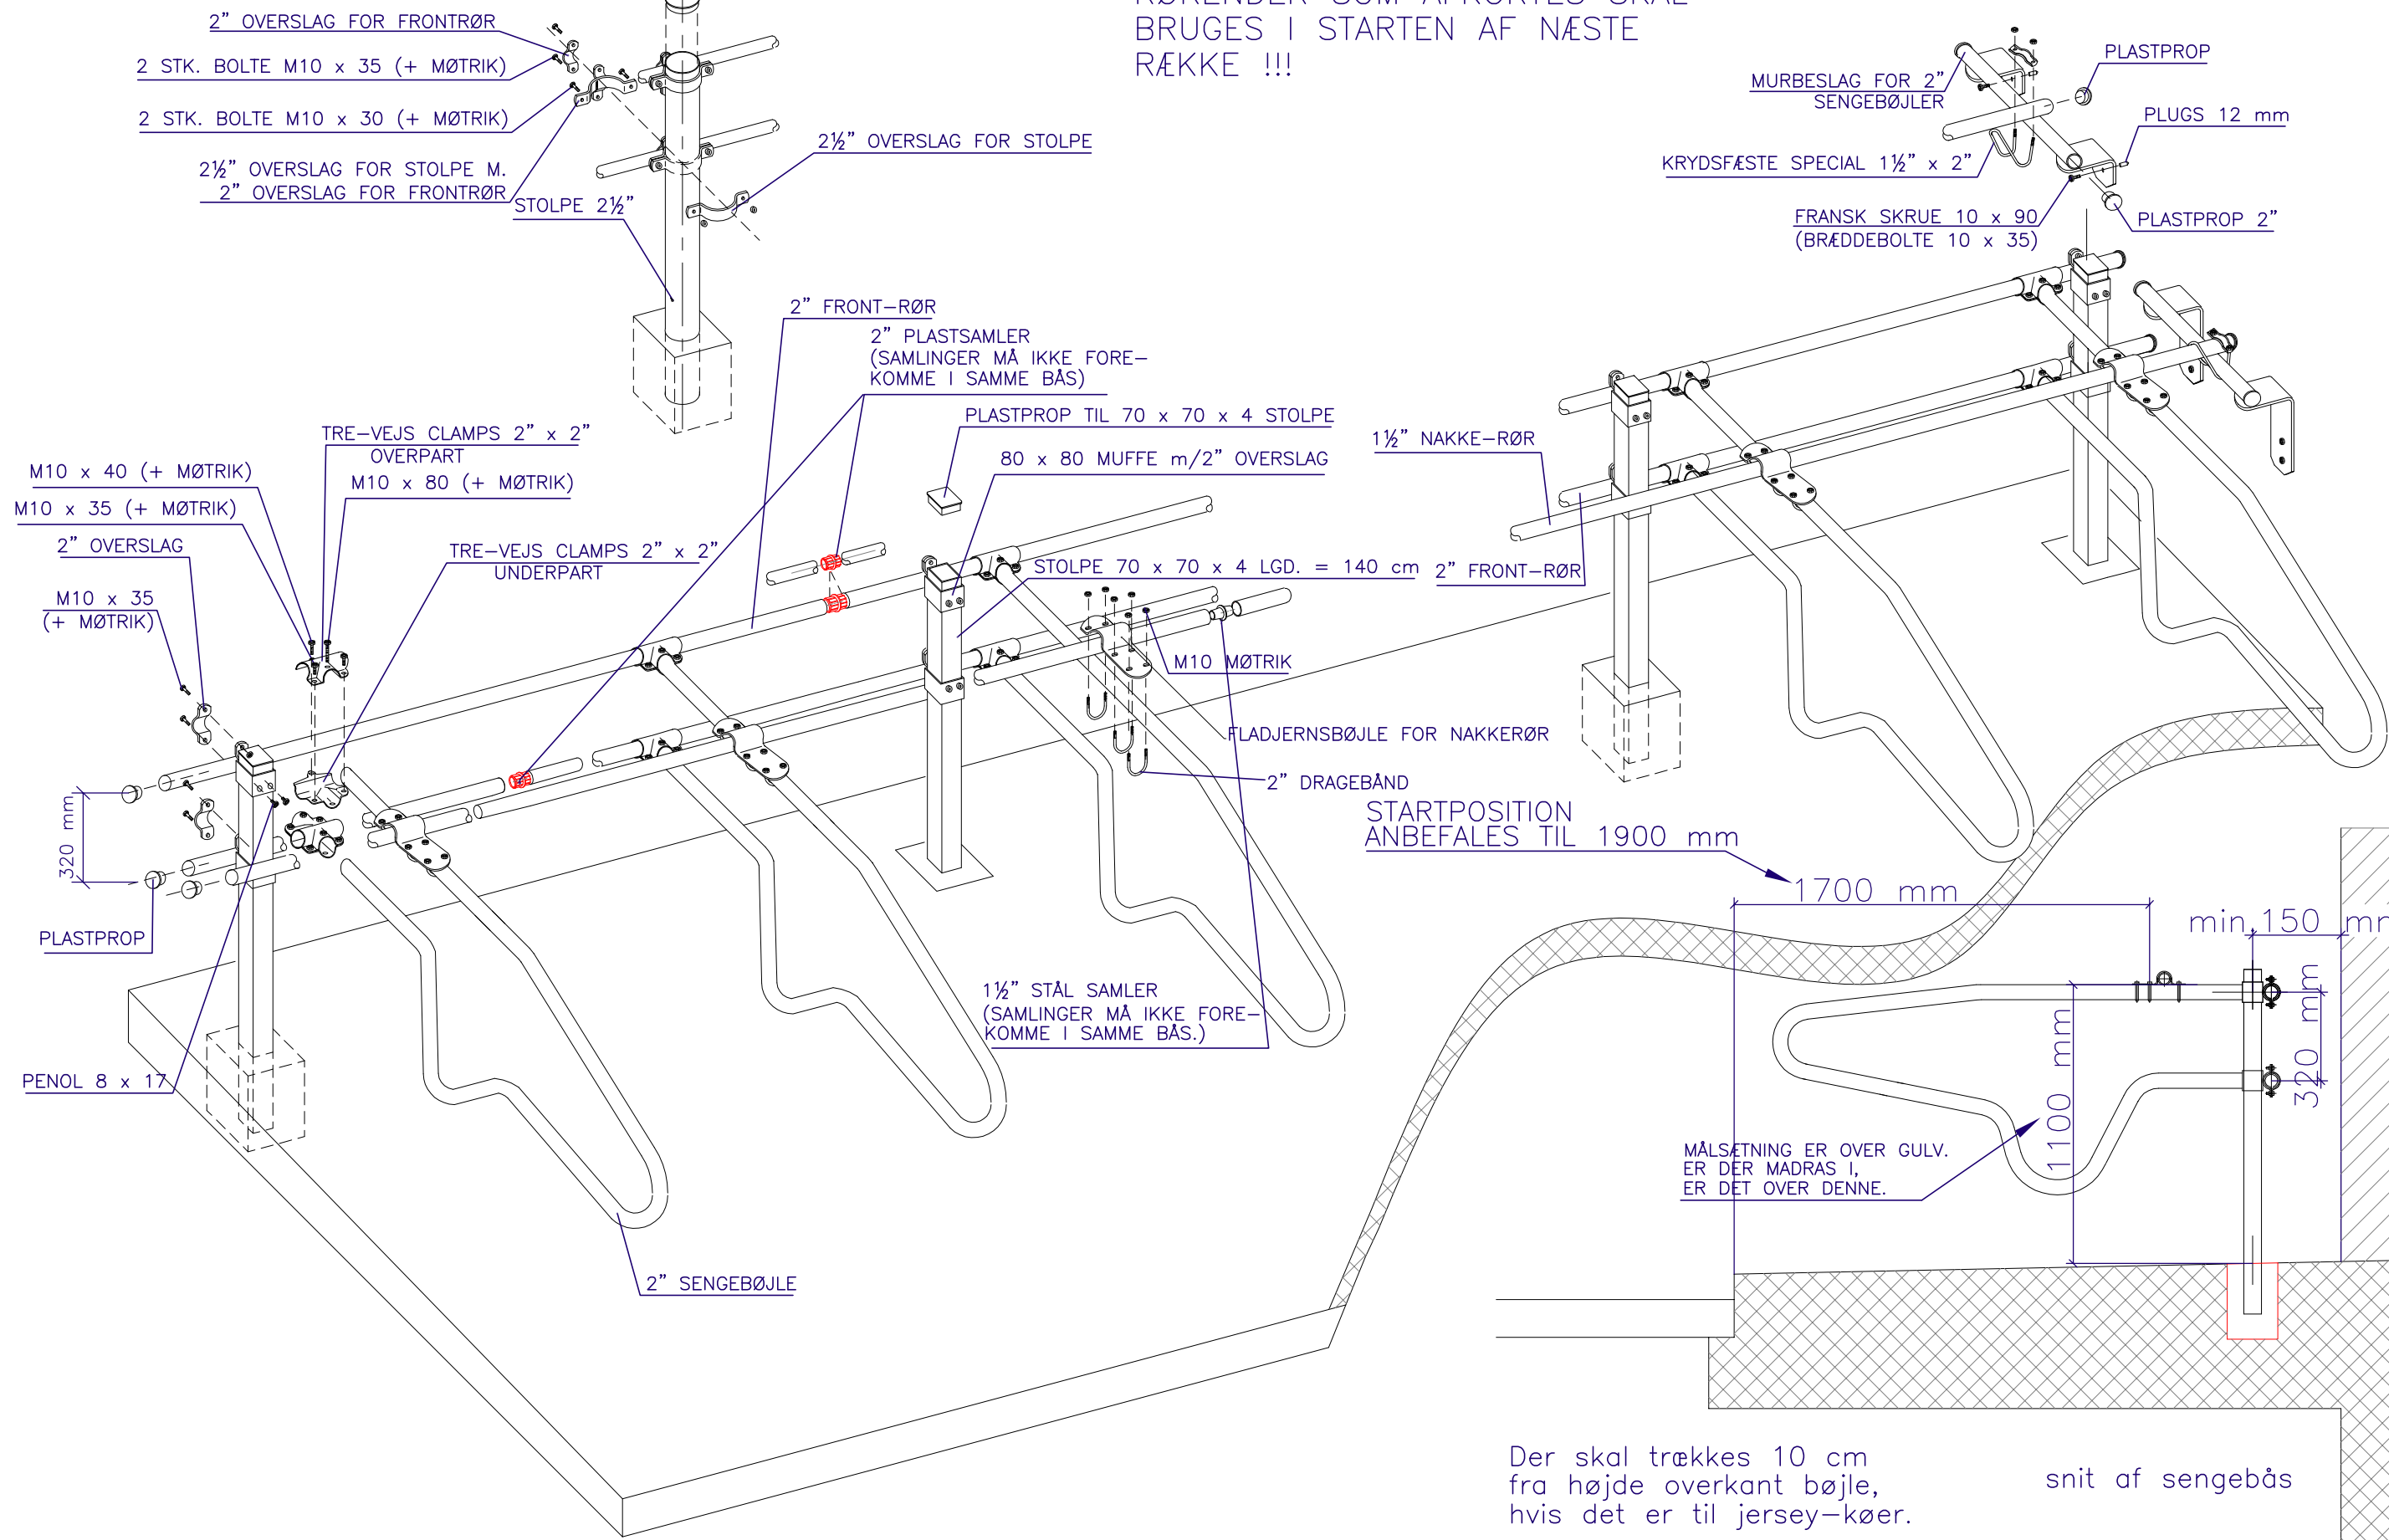 2” OVERSLAG FOR FRONTRØR
2 STK. BOLTE M10 x 35 (+ MØTRIK)
2 STK. BOLTE M10 x 30 (+ MØTRIK)
2½” OVERSLAG FOR STOLPE M.
2” OVERSLAG FOR FRONTRØR
STOLPE 2½”
2½” OVERSLAG FOR STOLPE
BRUGES I STARTEN AF NÆSTE
RÆKKE !!!
PLASTPROP
MURBESLAG FOR 2”
SENGEBØJLER
PLUGS 12 mm
KRYDSFÆSTE SPECIAL 1½” x 2”
FRANSK SKRUE 10 x 90
(BRÆDDEBOLTE 10 x 35)
PLASTPROP 2”
2” FRONT-RØR
2” PLASTSAMLER
(SAMLINGER MÅ IKKE FORE-
KOMME I SAMME BÅS)
PLASTPROP TIL 70 x 70 x 4 STOLPE
80 x 80 MUFFE m/2” OVERSLAG
1½” NAKKE-RØR
TRE-VEJS CLAMPS 2” x 2”
OVERPART
M10 x 40 (+ MØTRIK)
M10 x 80 (+ MØTRIK)
M10 x 35 (+ MØTRIK)
2” OVERSLAG
TRE-VEJS CLAMPS 2” x 2”
UNDERPART
M10 x 35
(+ MØTRIK)
STOLPE 70 x 70 x 4 LGD. = 140 cm
2” FRONT-RØR
M10 MØTRIK
FLADJERNSBØJLE FOR NAKKERØR
2” DRAGEBÅND
320 mm
PLASTPROP
PENOL 8 x 17
1½” STÅL SAMLER
(SAMLINGER MÅ IKKE FORE-
KOMME I SAMME BÅS.)
2” SENGEBØJLE
STARTPOSITION
ANBEFALES TIL 1900 mm
1700 mm
min.150
320 mm
1100 mm
MÅLSÆTNING ER OVER GULV.
ER DER MADRAS I,
ER DET OVER DENNE.
Der skal trækkes 10 cm
fra højde overkant bøjle,
hvis det er til jersey-køer.
snit af sengebås